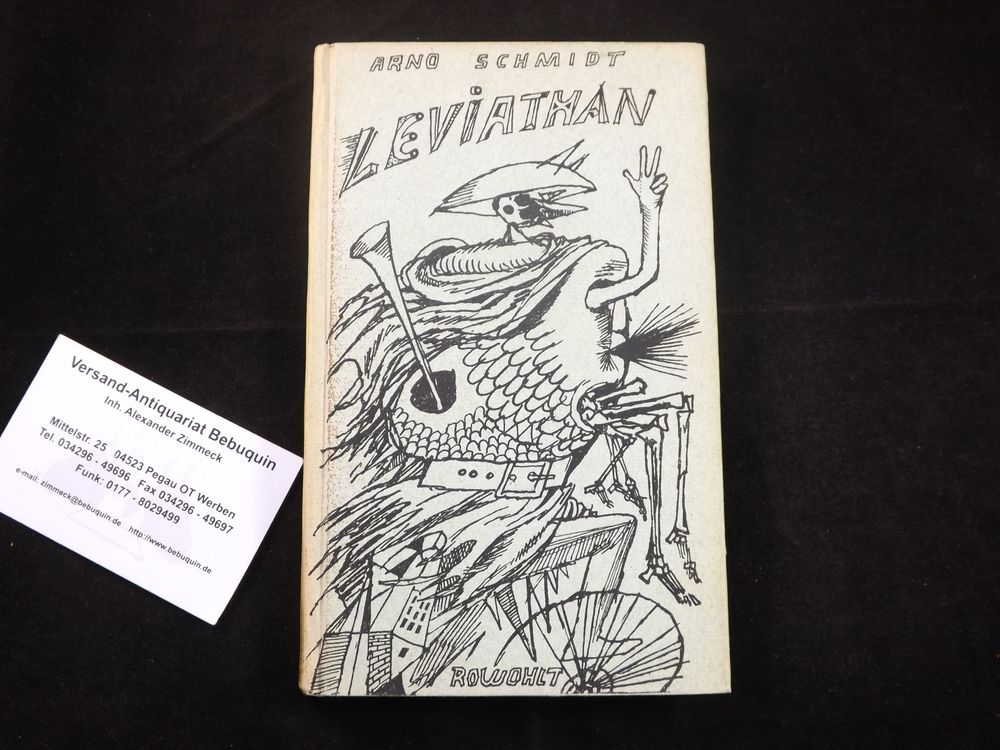 ARNO SCHMIDT
LEViATHAN
ROWOHLT
Versand-Antiquariat Bebuquin
Inh. Alexander Zimmeck
Mittelstr. 25 04523 Pegau OT Werben
Tel. 034296 - 49696 Fax 034296 - 49697
Funk: 0177 - 8029499
e-mail: zimmeck@bebuquin.de http://www.bebuquin.de